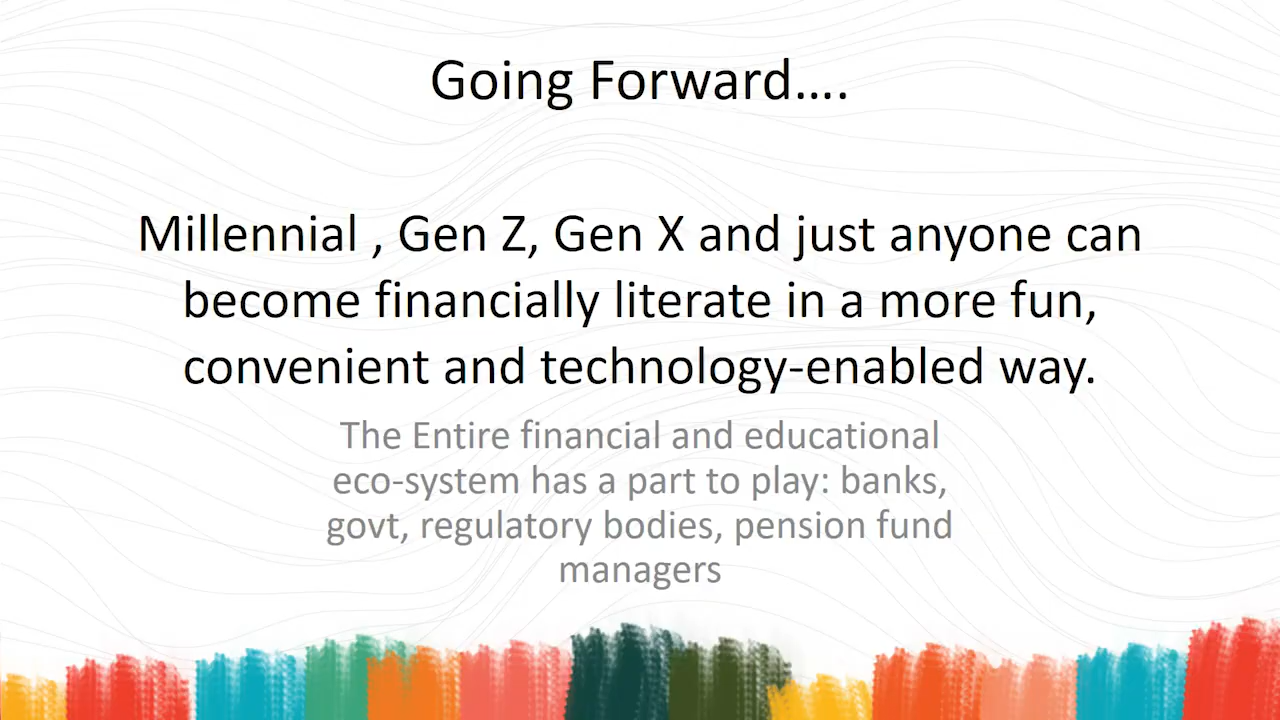 Going Forward....
Millennial , Gen Z, Gen X and just anyone can
become financially literate in a more fun,
convenient and technology-enabled way.
The Entire financial and educational
eco-system has a part to play: banks,
govt, regulatory bodies, pension fund
managers